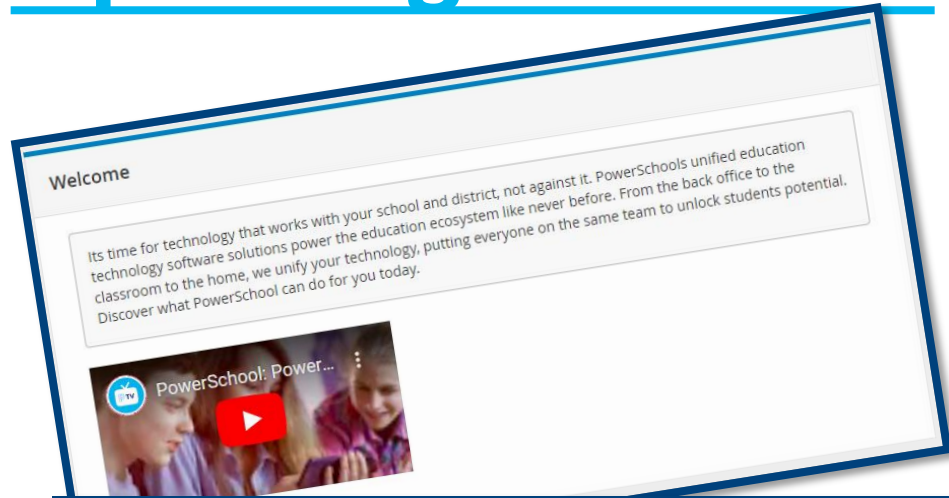 Welcome
Its time for technology that works with your school and district, not against it. PowerSchools unified education
technology software solutions power the education ecosystem like never before. From the back office to the
classroom to the home, we unify your technology, putting everyone on the same team to unlock students potential.
Discover what PowerSchool can do for you today.
PowerSchool: Power...
TV